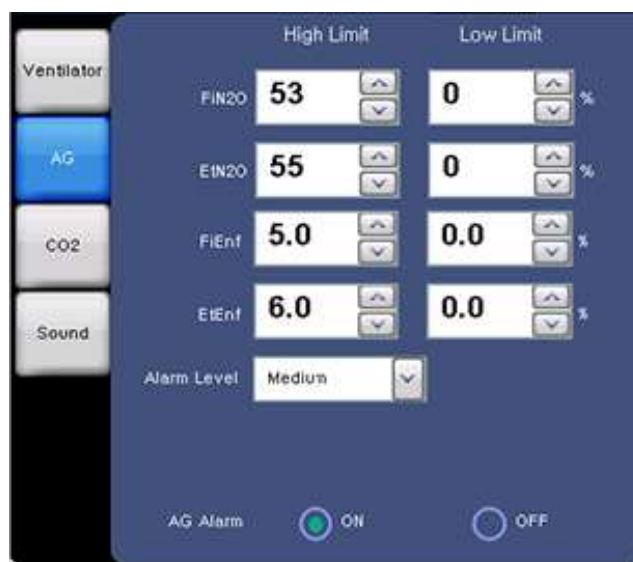 High Limit Low Limit
Ventilator
FiN2O 53 0 %
AG
EtN2O 55 0 %
CO2
FiEnf 5.0 0.0 %
EtEnf 6.0 0.0 %
Sound
Alarm Level Medium
AG Alarm ON OFF